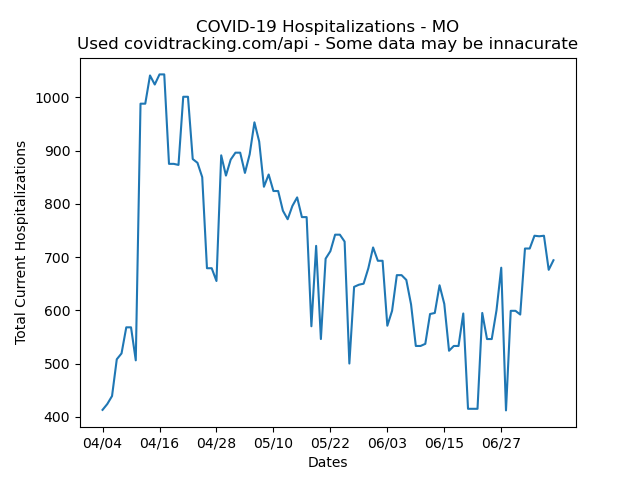 COVID-19 Hospitalizations - MO
Used covidtracking.com/api - Some data may be innacurate
Total Current Hospitalizations
1000
900
800
700
600
500
400
04/04 04/16 04/28 05/10 05/22 06/03 06/15 06/27
Dates